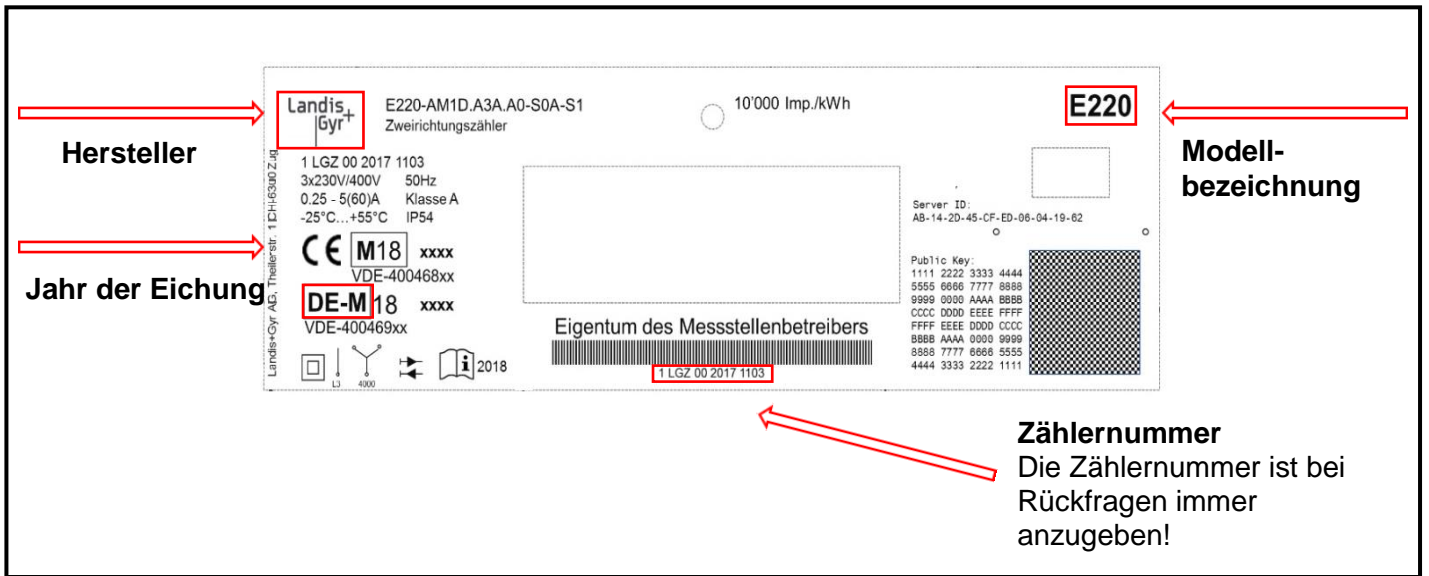 Hersteller
Jahr der Eichung
Landis+Gyr AG, Theilerstr. 1 CH-6300 Zug
Landis
Gyr+
E220-AM1D.A3A.A0-S0A-S1
Zweirichtungszähler
10'000 Imp./kWh
E220
1 LGZ 00 2017 1103
3x230V/400V 50Hz
0.25 - 5(60)A Klasse A
-25°C...+55°C IP54
CE M18 xxxx
VDE-400468xx
DE-M 18 xxxx
VDE-400469xx
L3 4000 i 2018
Eigentum des Messstellenbetreibers
1 LGZ 00 2017 1103
Server ID:
AB-14-2D-45-CF-ED-06-04-19-62
Public Key:
1111 2222 3333 4444
5555 6666 7777 8888
9999 0000 AAAA BBBB
CCCC DDDD EEEE FFFF
FFFF EEEE DDDD CCCC
BBBB AAAA 0000 9999
8888 7777 6666 5555
4444 3333 2222 1111
Modell-
bezeichnung
Zählernummer
Die Zählernummer ist bei
Rückfragen immer
anzugeben!